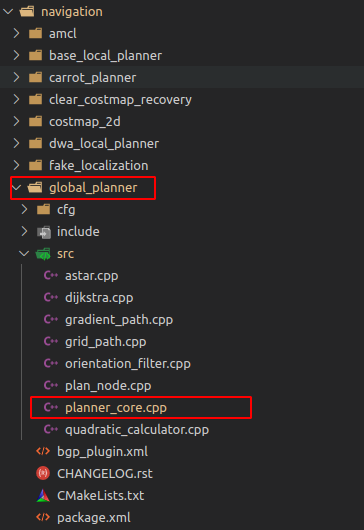 navigation
amcl
base_local_planner
carrot_planner
clear_costmap_recovery
costmap_2d
dwa_local_planner
fake_localization
global_planner
cfg
include
src
astar.cpp
dijkstra.cpp
gradient_path.cpp
grid_path.cpp
orientation_filter.cpp
plan_node.cpp
planner_core.cpp
quadratic_calculator.cpp
bgp_plugin.xml
CHANGELOG.rst
CMakeLists.txt
package.xml